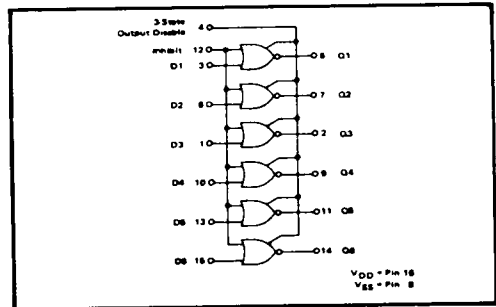 3-State
Output Disable 4
Inhibit 12
D1 3 5 Q1
D2 6 7 Q2
D3 1 2 Q3
D4 10 9 Q4
D5 13 11 Q5
D6 15 14 Q6
VDD = Pin 16
VSS = Pin 8